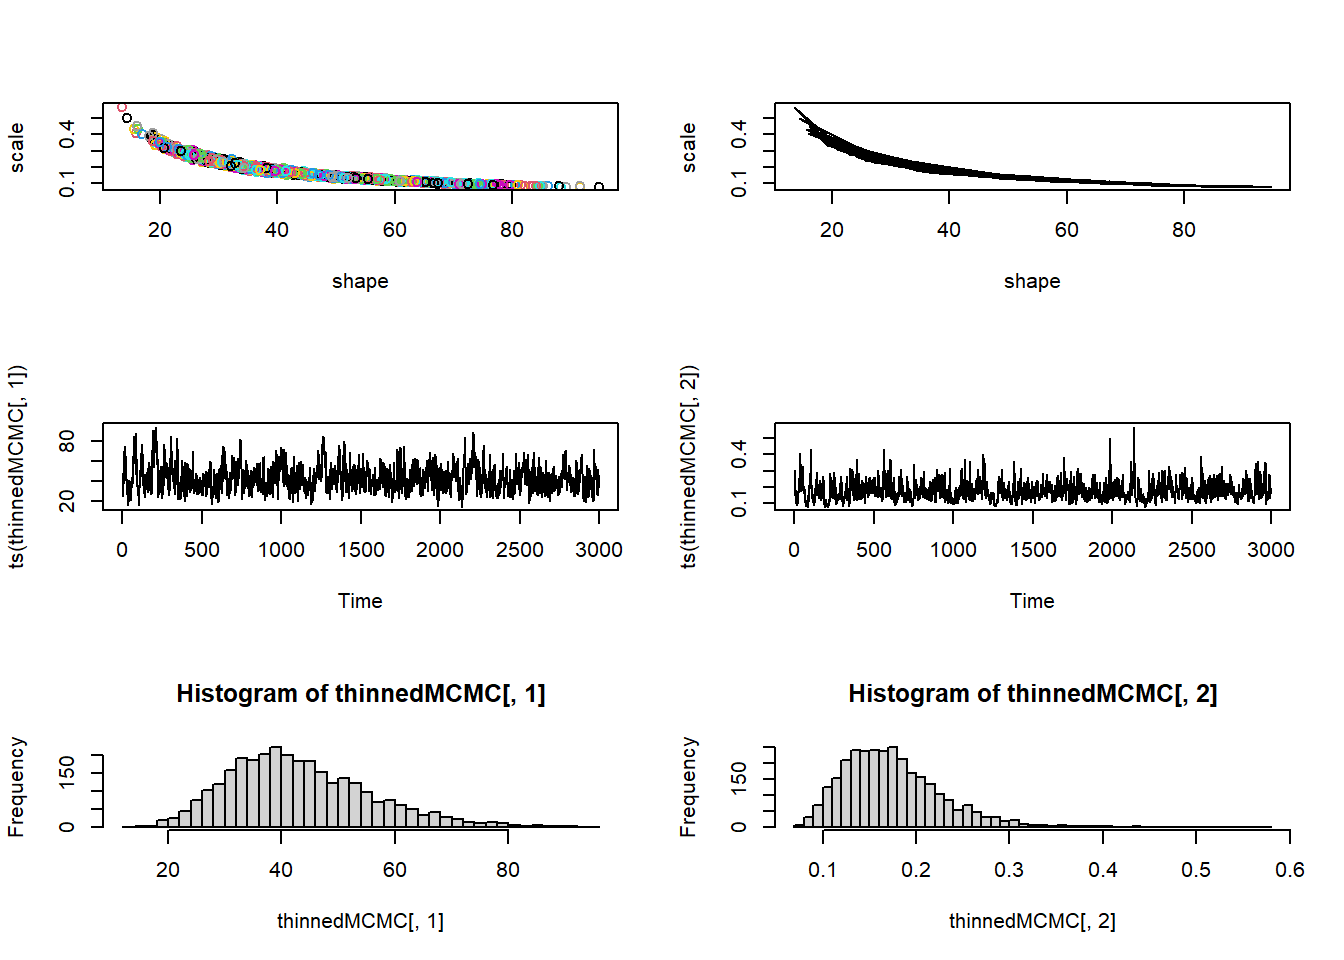 scale
0.1 0.4
20 40 60 80
shape
scale
0.1 0.4
20 40 60 80
shape
ts(thinnedMCMC[, 1])
20 80
0 500 1000 1500 2000 2500 3000
Time
ts(thinnedMCMC[, 2])
0.1 0.4
0 500 1000 1500 2000 2500 3000
Time
Histogram of thinnedMCMC[, 1]
Frequency
0 150
20 40 60 80
thinnedMCMC[, 1]
Histogram of thinnedMCMC[, 2]
Frequency
0 150
0.1 0.2 0.3 0.4 0.5 0.6
thinnedMCMC[, 2]